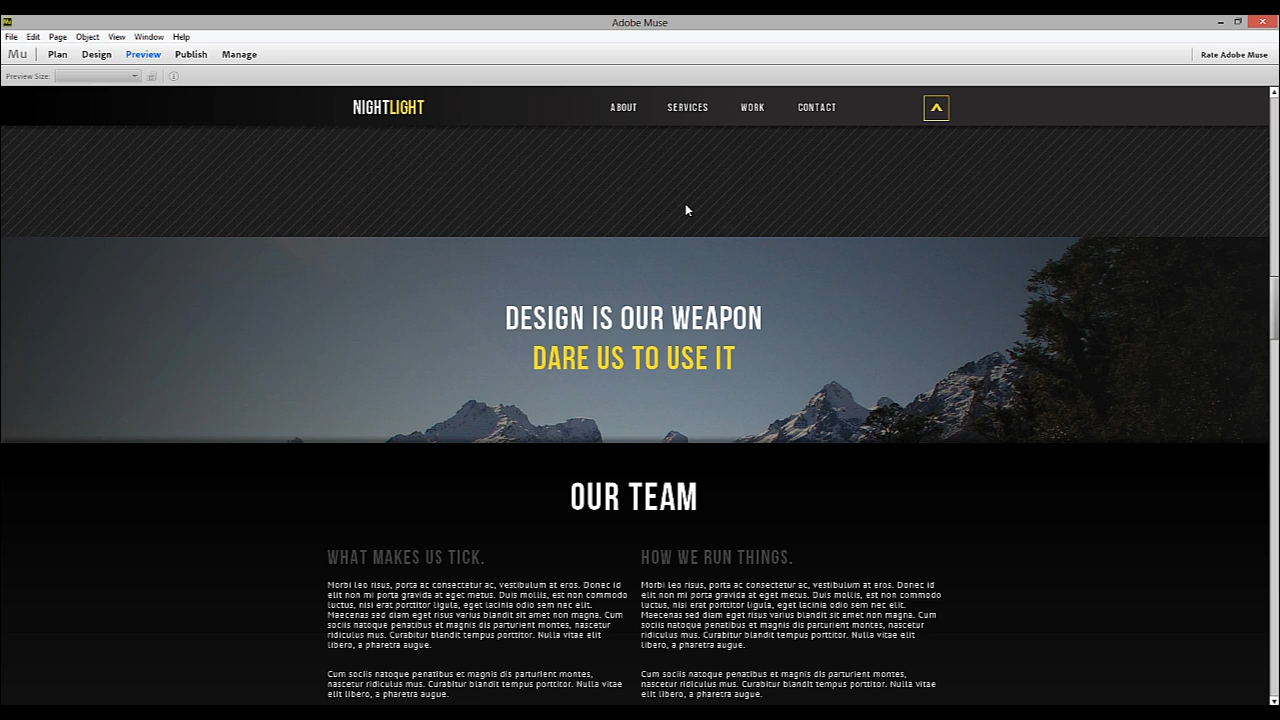 Adobe Muse
File Edit Page Object View Window Help
Mu Plan Design Preview Publish Manage Rate Adobe Muse
Preview Size:
NIGHTLIGHT ABOUT SERVICES WORK CONTACT
DESIGN IS OUR WEAPON
DARE US TO USE IT
OUR TEAM
WHAT MAKES US TICK.
Morbi leo risus, porta ac consectetur ac, vestibulum at eros. Donec id
elit non mi porta gravida at eget metus. Duis mollis, est non commodo
luctus, nisi erat porttitor ligula, eget lacinia odio sem nec elit.
Maecenas sed diam eget risus varius blandit sit amet non magna. Cum
sociis natoque penatibus et magnis dis parturient montes, nascetur
ridiculus mus. Curabitur blandit tempus porttitor. Nulla vitae elit
libero, a pharetra augue.
Cum sociis natoque penatibus et magnis dis parturient montes,
nascetur ridiculus mus. Curabitur blandit tempus porttitor. Nulla vitae
elit libero, a pharetra augue.
HOW WE RUN THINGS.
Morbi leo risus, porta ac consectetur ac, vestibulum at eros. Donec id
elit non mi porta gravida at eget metus. Duis mollis, est non commodo
luctus, nisi erat porttitor ligula, eget lacinia odio sem nec elit.
Maecenas sed diam eget risus varius blandit sit amet non magna. Cum
sociis natoque penatibus et magnis dis parturient montes, nascetur
ridiculus mus. Curabitur blandit tempus porttitor. Nulla vitae elit
libero, a pharetra augue.
Cum sociis natoque penatibus et magnis dis parturient montes,
nascetur ridiculus mus. Curabitur blandit tempus porttitor. Nulla vitae
elit libero, a pharetra augue.